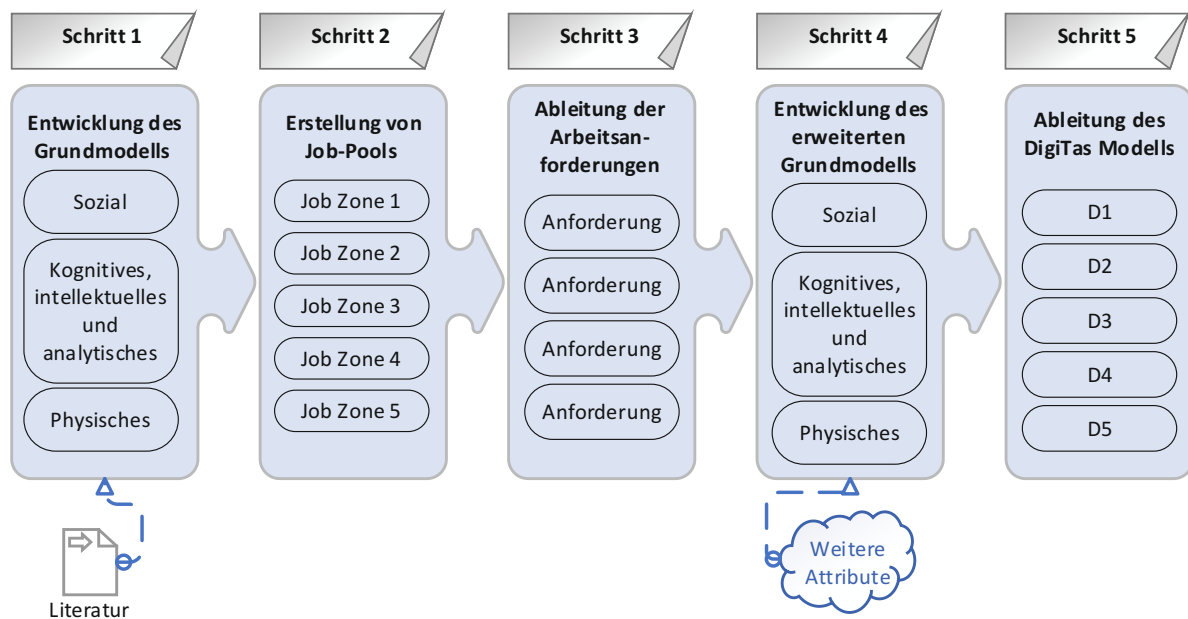 Schritt 1
Schritt 2
Schritt 3
Schritt 4
Schritt 5
Entwicklung des
Grundmodells
Sozial
Kognitives,
intellektuelles
und
analytisches
Physisches
Erstellung von
Job-Pools
Job Zone 1
Job Zone 2
Job Zone 3
Job Zone 4
Job Zone 5
Ableitung der
Arbeitsan-
forderungen
Anforderung
Anforderung
Anforderung
Anforderung
Entwicklung des
erweiterten
Grundmodells
Sozial
Kognitives,
intellektuelles
und
analytisches
Physisches
Ableitung des
DigiTas Modells
D1
D2
D3
D4
D5
Literatur
Weitere
Attribute